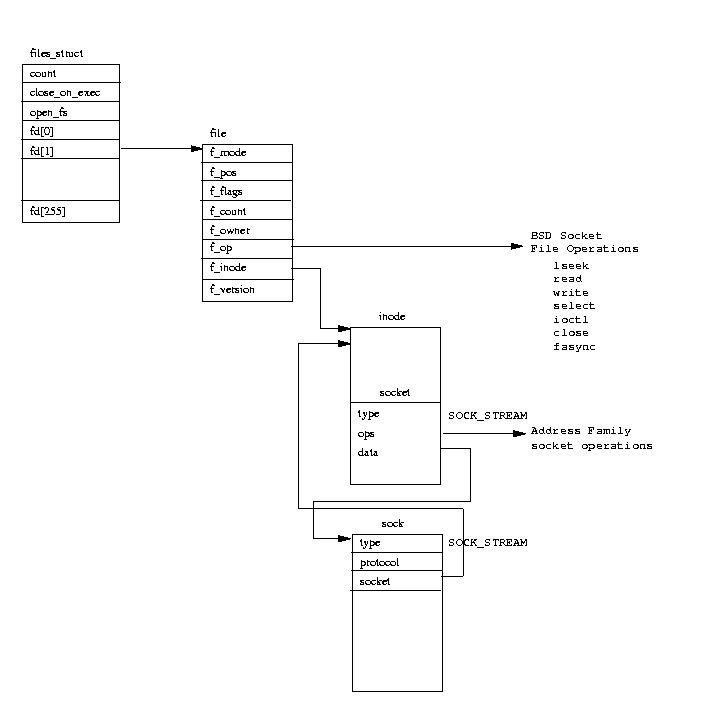 files_struct
count
close_on_exec
open_fs
fd[0]
fd[1]
fd[255]
file
f_mode
f_pos
f_flags
f_count
f_owner
f_op
f_inode
f_version
BSD Socket
File Operations
lseek
read
write
select
ioctl
close
fasync
inode
socket
type
SOCK_STREAM
ops
data
Address Family
socket operations
sock
type
SOCK_STREAM
protocol
socket